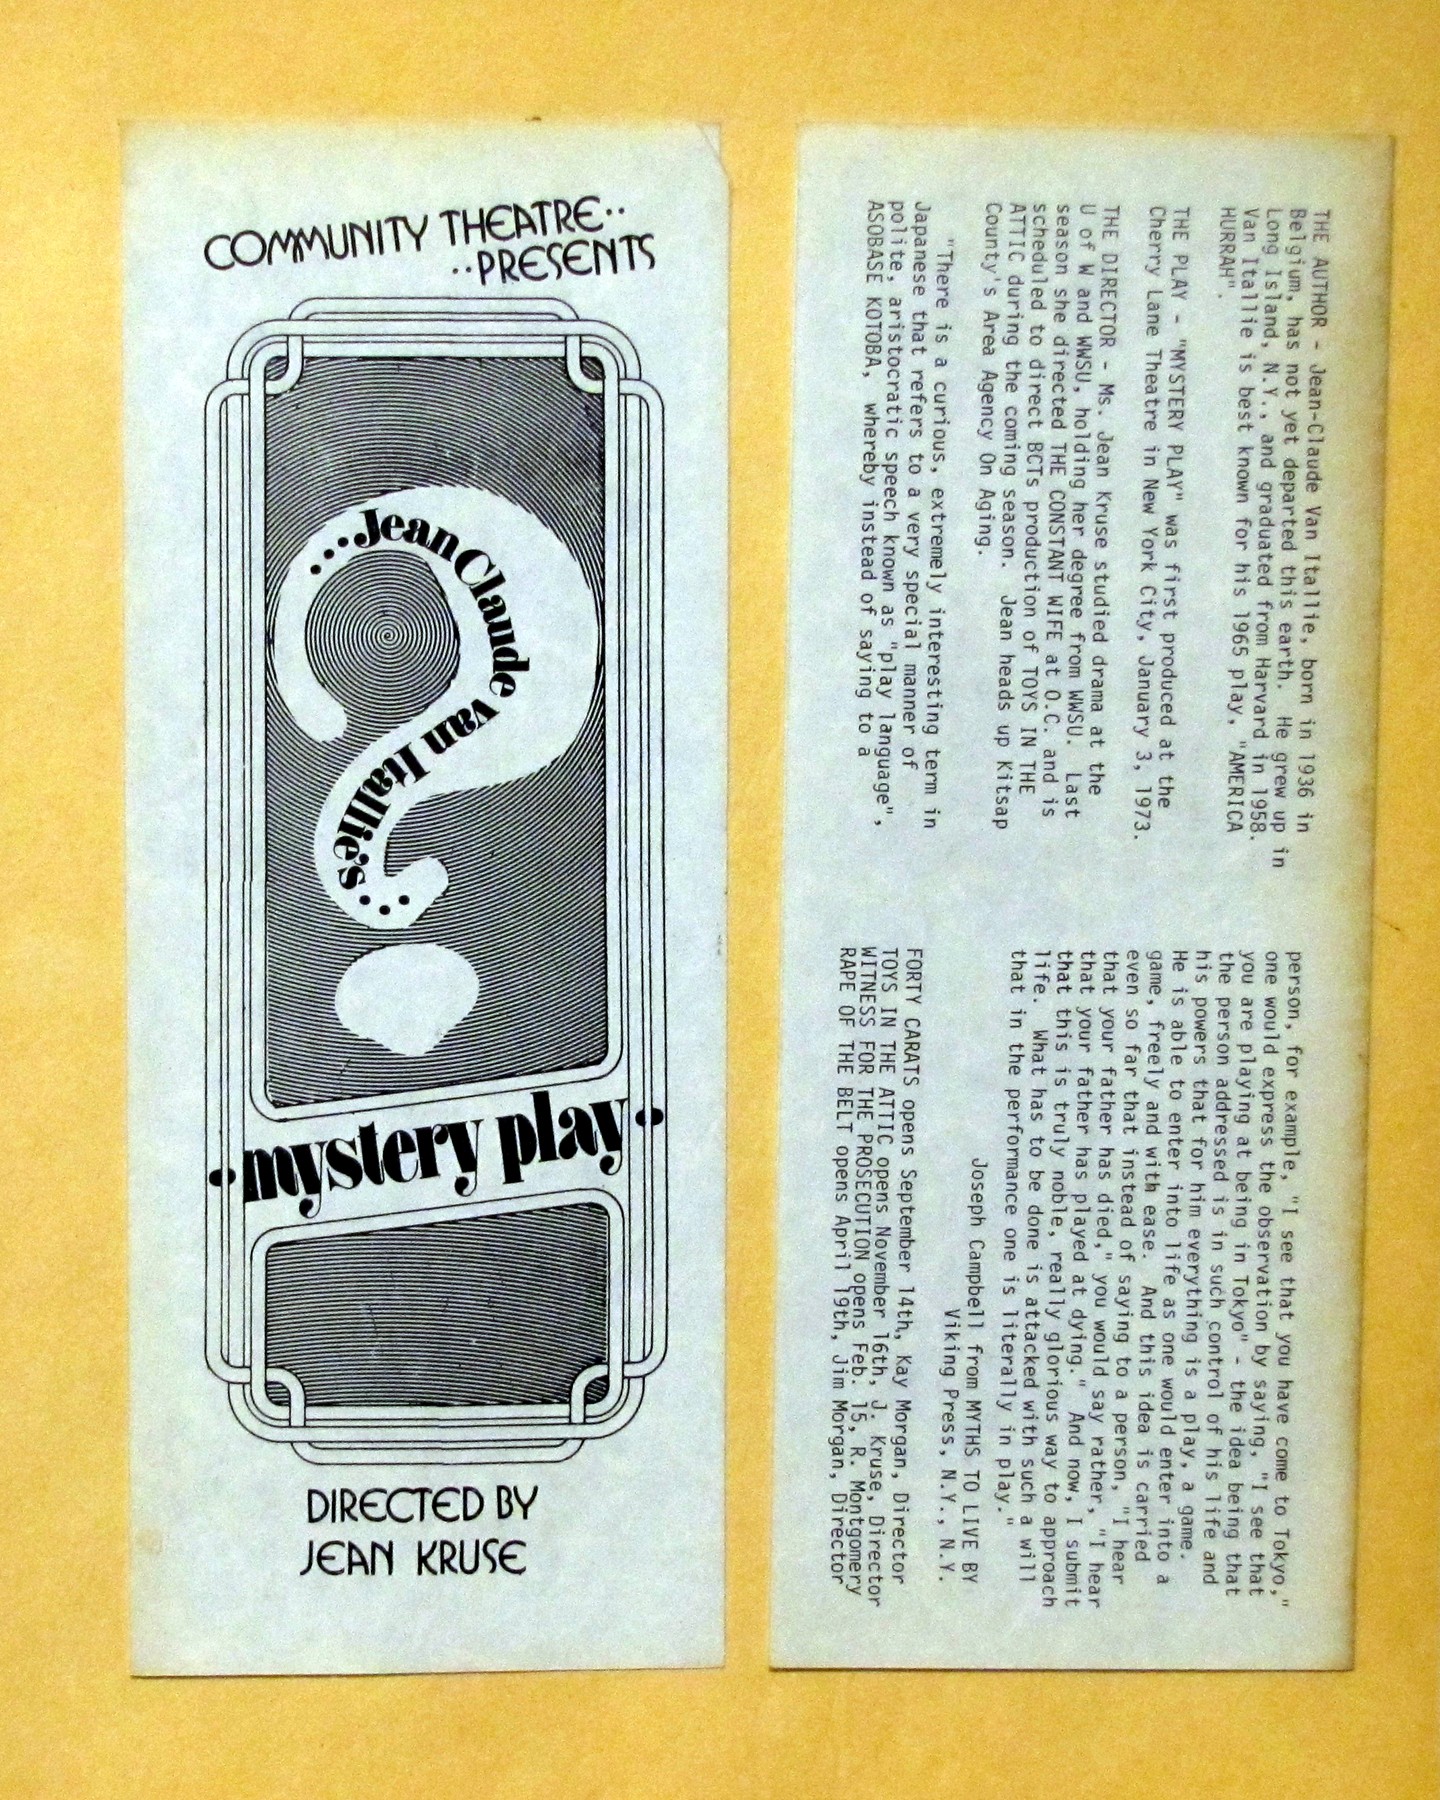 COMMUNITY THEATRE..
..PRESENTS
...Jean Claude van Itallie's...
•mystery play•
DIRECTED BY
JEAN KRUSE
THE AUTHOR - Jean-Claude Van Itallie, born in 1936 in
Belgium, has not yet departed this earth. He grew up in
Long Island, N.Y., and graduated from Harvard in 1958.
Van Itallie is best known for his 1965 play, "AMERICA
HURRAH".
THE PLAY - "MYSTERY PLAY" was first produced at the
Cherry Lane Theatre in New York City, January 3, 1973.
THE DIRECTOR - Ms. Jean Kruse studied drama at the
U of W and WWSU, holding her degree from WWSU. Last
season she directed THE CONSTANT WIFE at O.C. and is
scheduled to direct BCTs production of TOYS IN THE
ATTIC during the coming season. Jean heads up Kitsap
County's Area Agency On Aging.
"There is a curious, extremely interesting term in
Japanese that refers to a very special manner of
polite, aristocratic speech known as "play language",
ASOBASE KOTOBA, whereby instead of saying to a
person, for example, "I see that you have come to Tokyo,"
one would express the observation by saying, "I see that
you are playing at being in Tokyo" - the idea being that
the person addressed is in such control of his life and
his powers that for him everything is a play, a game.
He is able to enter into life as one would enter into a
game, freely and with ease. And this idea is carried
even so far that instead of saying to a person, "I hear
that your father has died," you would say rather, "I hear
that your father has played at dying." And now, I submit
that this is truly noble, really glorious way to approach
life. What has to be done is attacked with such a will
that in the performance one is literally in play."
Joseph Campbell from MYTHS TO LIVE BY
Viking Press, N.Y., N.Y.
FORTY CARATS opens September 14th, Kay Morgan, Director
TOYS IN THE ATTIC opens November 16th, J. Kruse, Director
WITNESS FOR THE PROSECUTION opens Feb. 15, R. Montgomery
RAPE OF THE BELT opens April 19th, Jim Morgan, Director